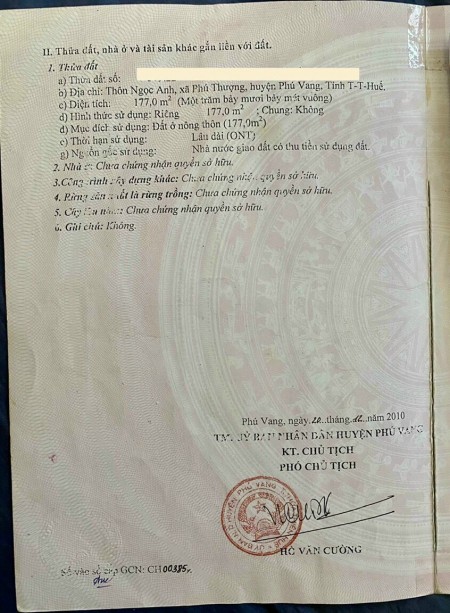 II. Thửa đất, nhà ở và tài sản khác gắn liền với đất.
1. Thửa đất
a) Thửa đất số:
b) Địa chỉ: Thôn Ngọc Anh, xã Phú Thượng, huyện Phú Vang, Tỉnh T-T-Huế.
c) Diện tích: 177,0 m² (Một trăm bảy mươi bảy mét vuông)
d) Hình thức sử dụng: Riêng 177,0 m² ; Chung: Không
đ) Mục đích sử dụng: Đất ở nông thôn (177,0m²)
e) Thời hạn sử dụng: Lâu dài (ONT)
g) Nguồn gốc sử dụng: Nhà nước giao đất có thu tiền sử dụng đất.
2. Nhà ở: Chưa chứng nhận quyền sở hữu.
3.Công trình xây dựng khác: Chưa chứng nhận quyền sở hữu.
4. Rừng sản xuất là rừng trồng: Chưa chứng nhận quyền sở hữu.
5. Cây lâu năm: Chưa chứng nhận quyền sở hữu.
6. Ghi chú: Không.
Phú Vang, ngày 20 tháng 12 năm 2010
TM. ỦY BAN NHÂN DÂN HUYỆN PHÚ VANG
KT. CHỦ TỊCH
PHÓ CHỦ TỊCH
HỒ VĂN CƯỜNG
Số vào sổ cấp GCN: CH00385